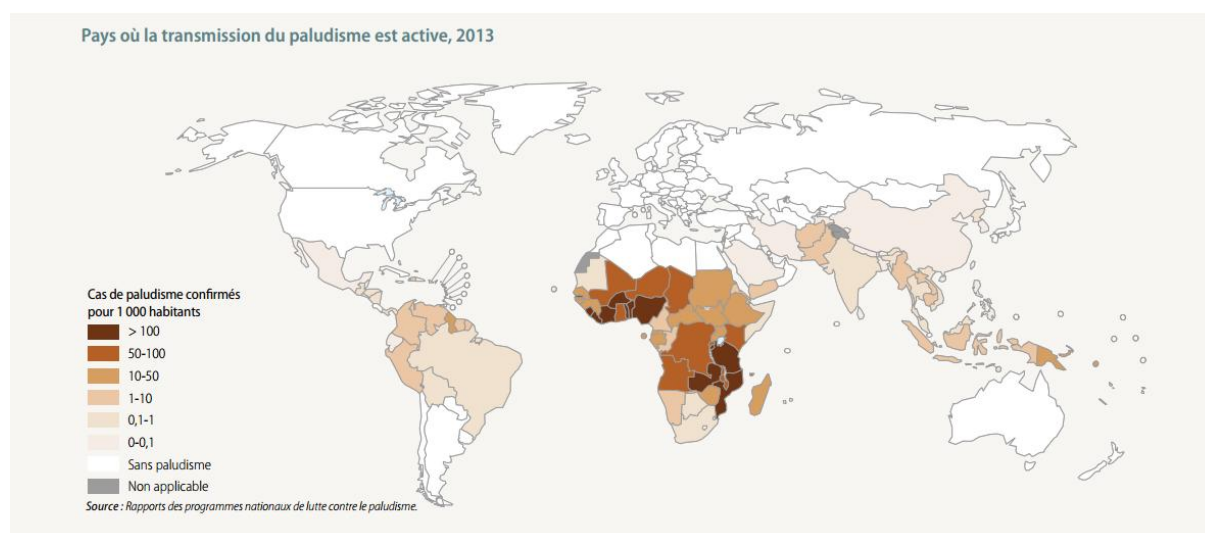 Pays où la transmission du paludisme est active, 2013
Cas de paludisme confirmés
pour 1 000 habitants
> 100
50-100
10-50
1-10
0,1-1
0-0,1
Sans paludisme
Non applicable
Source : Rapports des programmes nationaux de lutte contre le paludisme.